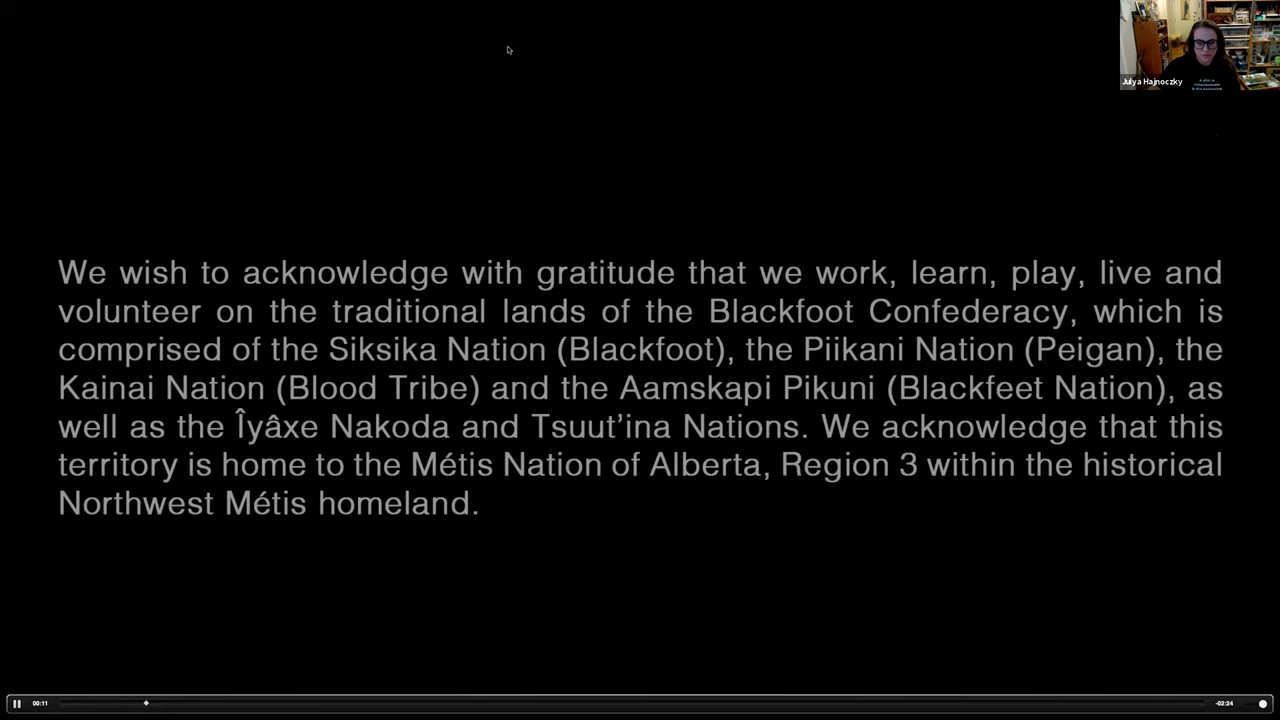 Julya Hajnoczky
We wish to acknowledge with gratitude that we work, learn, play, live and
volunteer on the traditional lands of the Blackfoot Confederacy, which is
comprised of the Siksika Nation (Blackfoot), the Piikani Nation (Peigan), the
Kainai Nation (Blood Tribe) and the Aamskapi Pikuni (Blackfeet Nation), as
well as the Îyâxe Nakoda and Tsuut’ina Nations. We acknowledge that this
territory is home to the Métis Nation of Alberta, Region 3 within the historical
Northwest Métis homeland.
00:11
-02:24